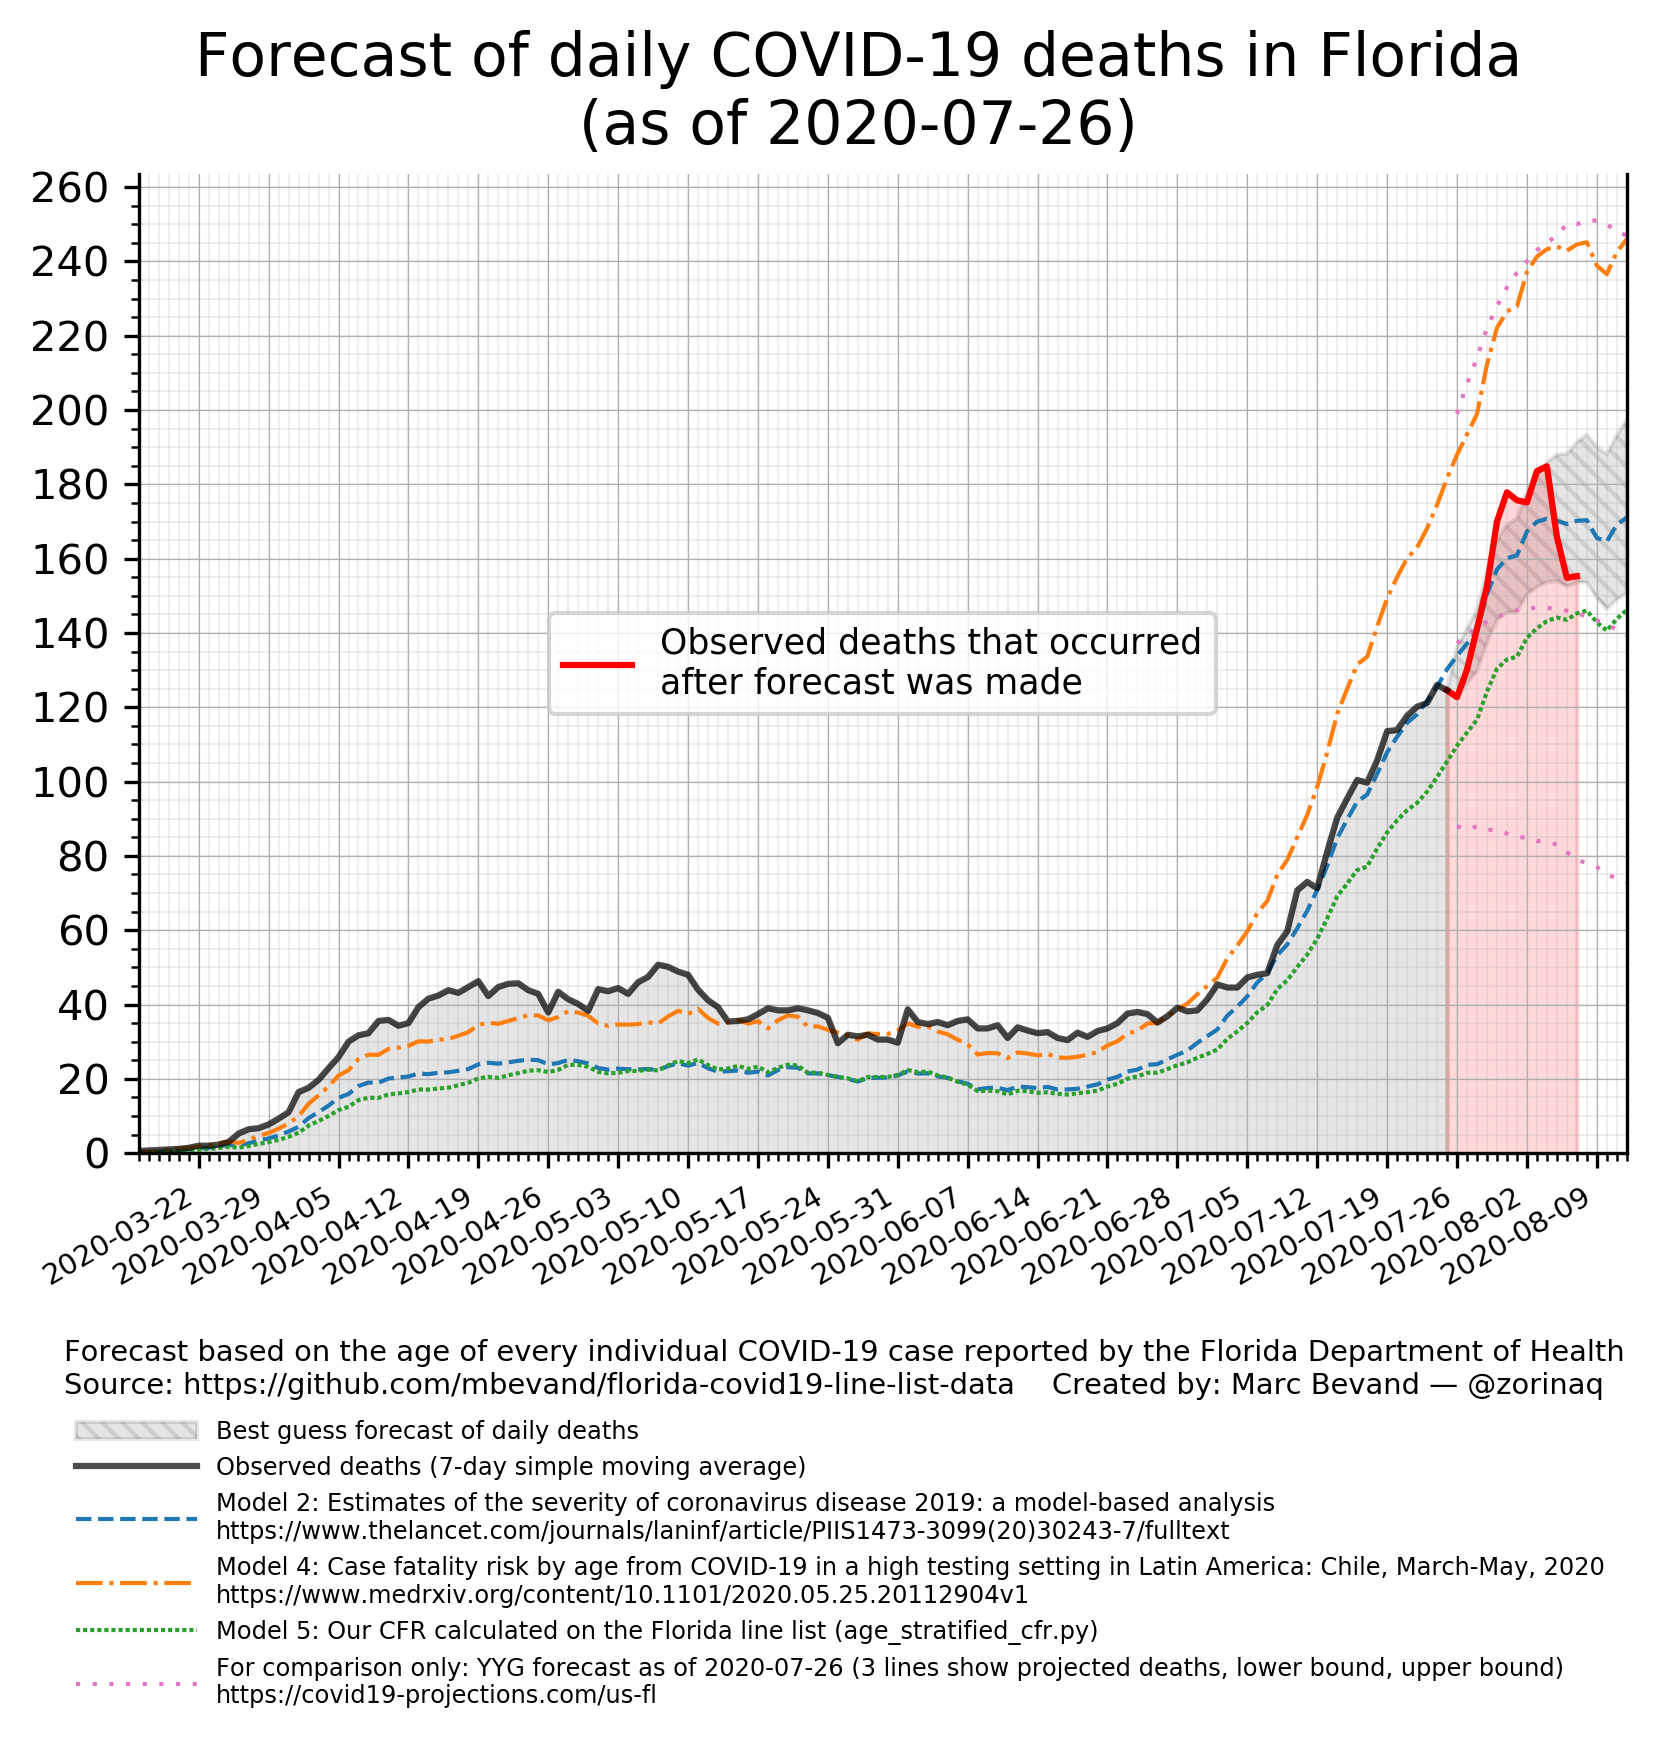 Forecast of daily COVID-19 deaths in Florida
(as of 2020-07-26)
260
240
220
200
180
160
140
120
100
80
60
40
20
0
Observed deaths that occurred
after forecast was made
2020-03-22
2020-03-29
2020-04-05
2020-04-12
2020-04-19
2020-04-26
2020-05-03
2020-05-10
2020-05-17
2020-05-24
2020-05-31
2020-06-07
2020-06-14
2020-06-21
2020-06-28
2020-07-05
2020-07-12
2020-07-19
2020-07-26
2020-08-02
2020-08-09
Forecast based on the age of every individual COVID-19 case reported by the Florida Department of Health
Source: https://github.com/mbevand/florida-covid19-line-list-data Created by: Marc Bevand — @zorinaq
Best guess forecast of daily deaths
Observed deaths (7-day simple moving average)
Model 2: Estimates of the severity of coronavirus disease 2019: a model-based analysis
https://www.thelancet.com/journals/laninf/article/PIIS1473-3099(20)30243-7/fulltext
Model 4: Case fatality risk by age from COVID-19 in a high testing setting in Latin America: Chile, March-May, 2020
https://www.medrxiv.org/content/10.1101/2020.05.25.20112904v1
Model 5: Our CFR calculated on the Florida line list (age_stratified_cfr.py)
For comparison only: YYG forecast as of 2020-07-26 (3 lines show projected deaths, lower bound, upper bound)
https://covid19-projections.com/us-fl